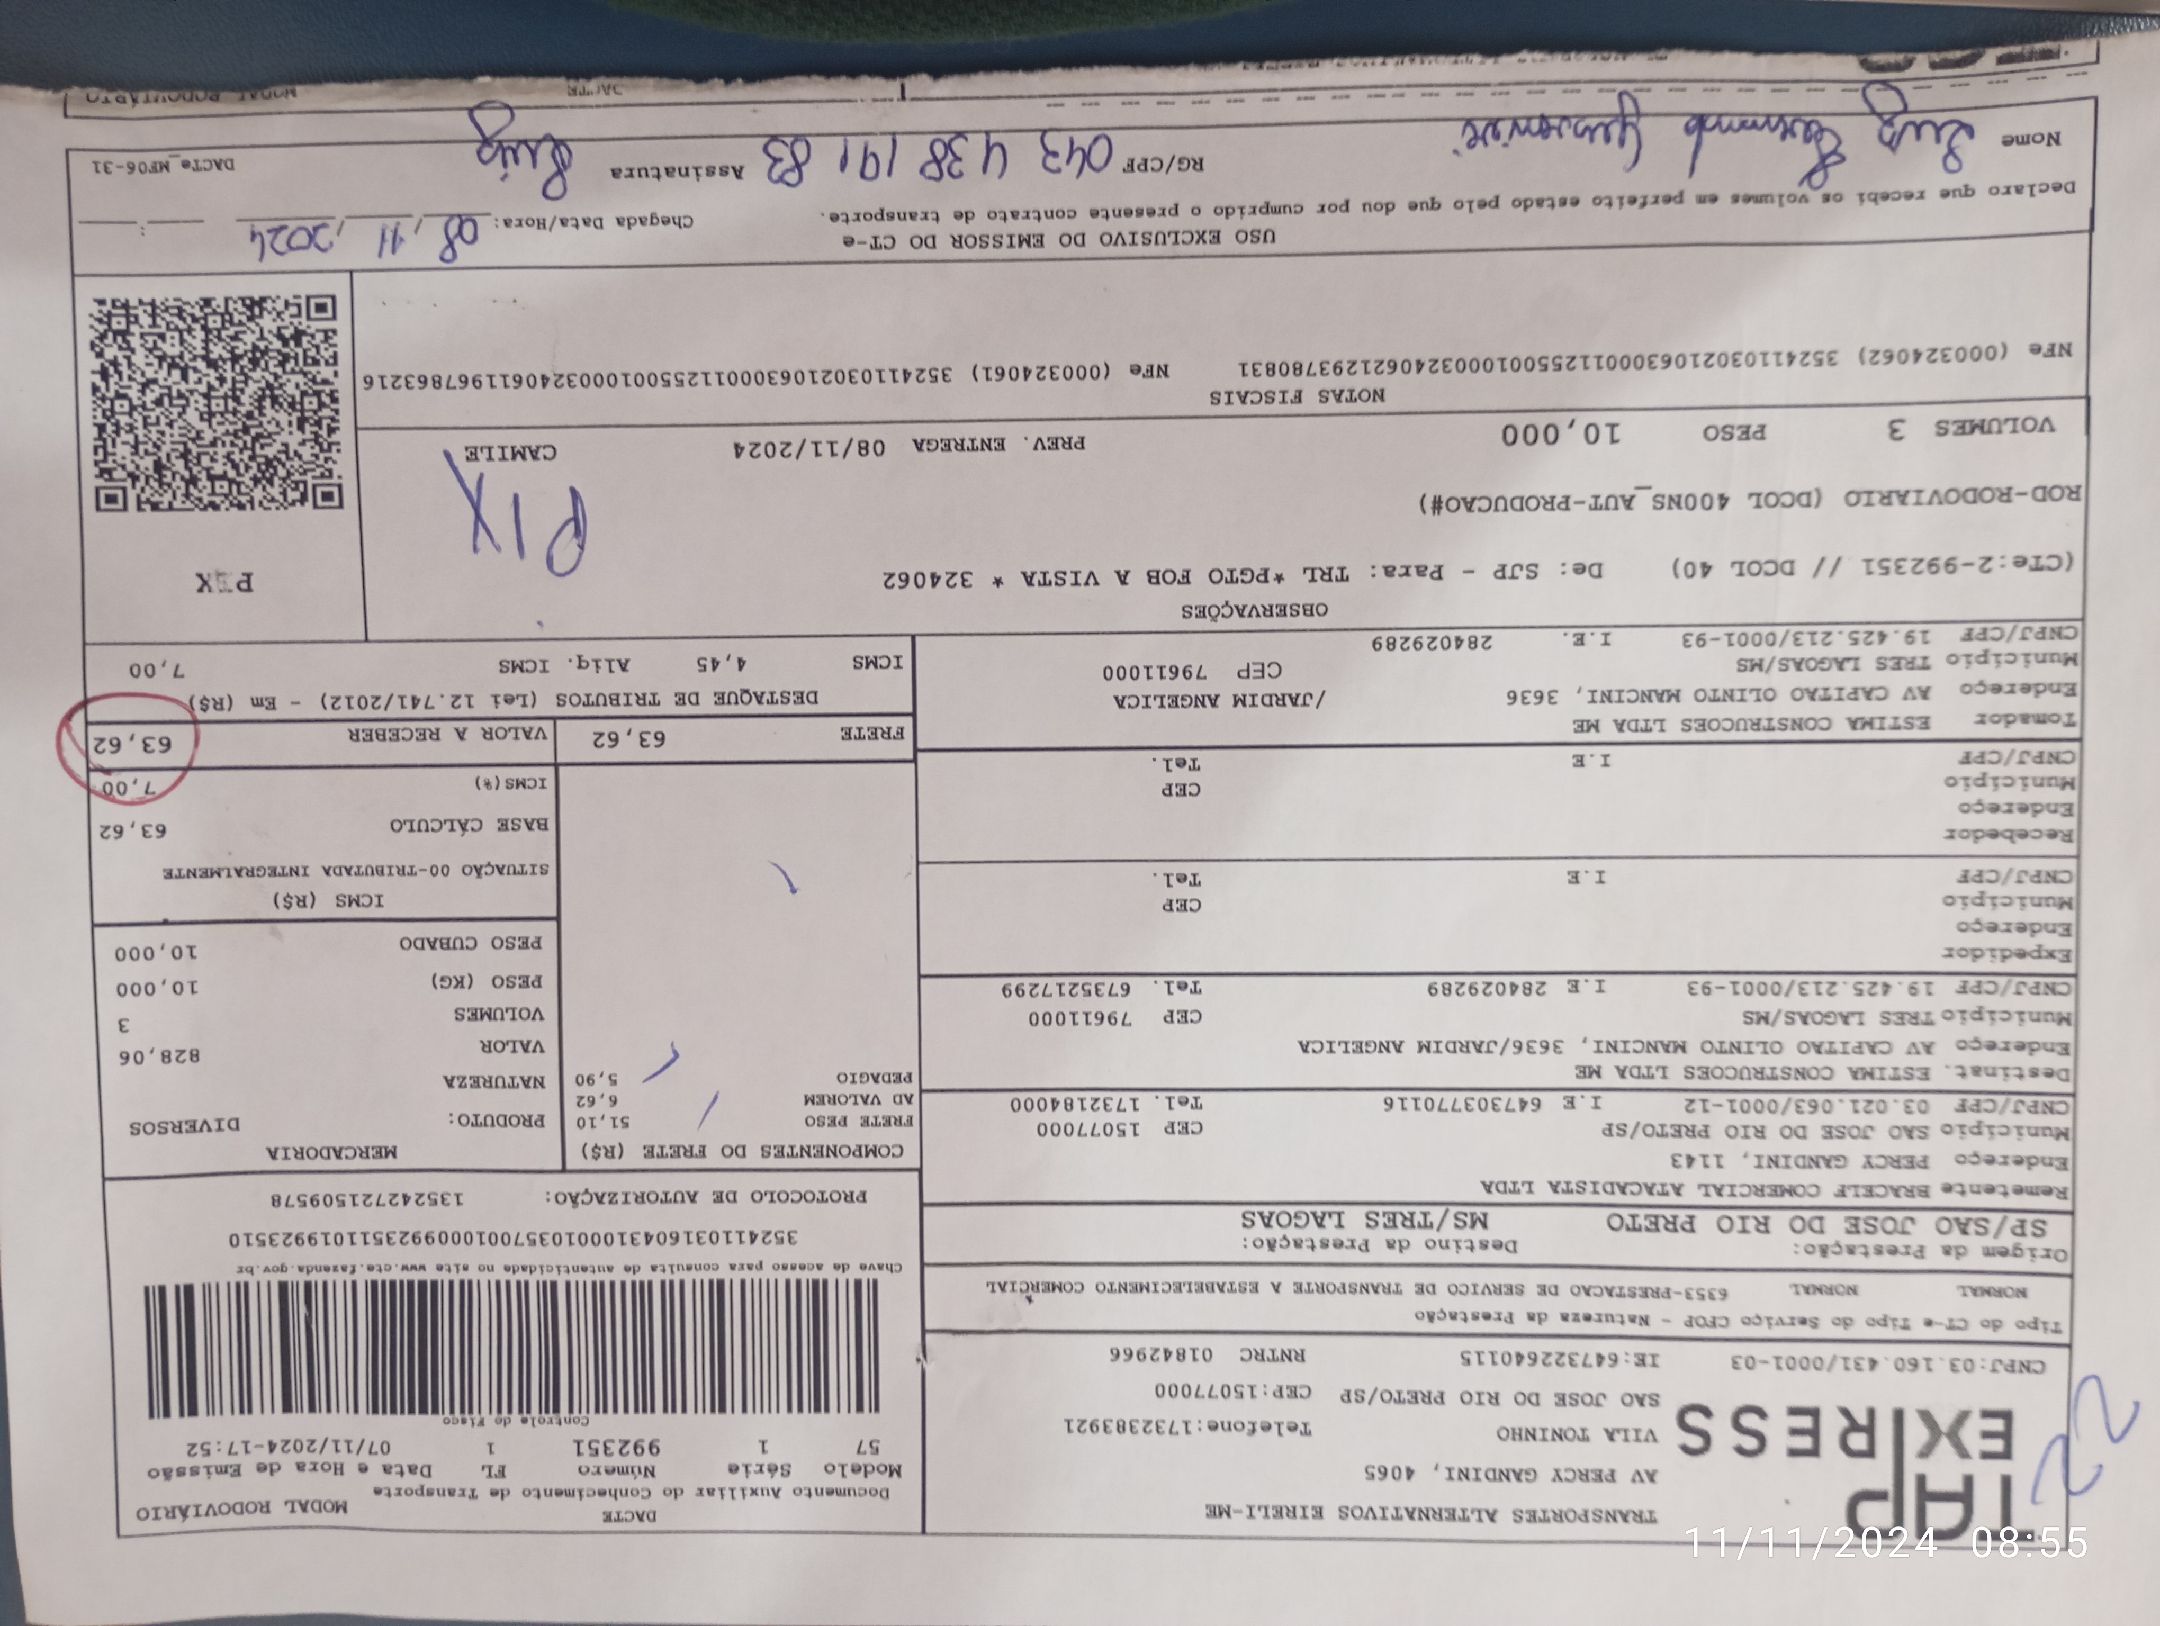 TAP
EXPRESS
22
TRANSPORTES ALTERNATIVOS EIRELI-ME
AV PERCY GANDINI, 4065
VILA TONINHO Telefone:1732383921
SAO JOSE DO RIO PRETO/SP CEP:15077000
CNPJ:03.160.431/0001-03 IE:647322640115 RNTRC 01842966
DACTE MODAL RODOVIÁRIO
Documento Auxiliar do Conhecimento de Transporte
Modelo Série Número FL Data e Hora de Emissão
57 1 992351 1 07/11/2024-17:52
Controle do Fisco
Chave de acesso para consulta de autenticidade no site www.cte.fazenda.gov.br
35241103160431000103570010009923511019923510
PROTOCOLO DE AUTORIZAÇÃO: 135242721509578
Tipo do CT-e Tipo do Serviço CFOP - Natureza da Prestação
NORMAL NORMAL 6353-PRESTACAO DE SERVICO DE TRANSPORTE A ESTABELECIMENTO COMERCIAL
Origem da Prestação: Destino da Prestação:
SP/SAO JOSE DO RIO PRETO MS/TRES LAGOAS
Remetente BRACELF COMERCIAL ATACADISTA LTDA
Endereço PERCY GANDINI, 1143
Município SAO JOSE DO RIO PRETO/SP CEP 15077000
CNPJ/CPF 03.021.063/0001-12 I.E 647303770116 Tel. 1732184000
Destinat. ESTIMA CONSTRUCOES LTDA ME
Endereço AV CAPITAO OLINTO MANCINI, 3636/JARDIM ANGELICA
Município TRES LAGOAS/MS CEP 79611000
CNPJ/CPF 19.425.213/0001-93 I.E 284029289 Tel. 6735217299
Expedidor
Endereço
Município CEP
CNPJ/CPF I.E Tel.
Recebedor
Endereço
Município CEP
CNPJ/CPF I.E Tel.
Tomador ESTIMA CONSTRUCOES LTDA ME
Endereço AV CAPITAO OLINTO MANCINI, 3636 /JARDIM ANGELICA
Município TRES LAGOAS/MS CEP 79611000
CNPJ/CPF 19.425.213/0001-93 I.E. 284029289
COMPONENTES DO FRETE (R$)
FRETE PESO 51,10
AD VALOREM 6,62
PEDAGIO 5,90
MERCADORIA
PRODUTO: DIVERSOS
NATUREZA
VALOR 828,06
VOLUMES 3
PESO (KG) 10,000
PESO CUBADO 10,000
ICMS (R$)
SITUAÇÃO 00-TRIBUTADA INTEGRALMENTE
BASE CÁLCULO 63,62
ICMS(%) 7,00
FRETE 63,62 VALOR A RECEBER 63,62
DESTAQUE DE TRIBUTOS (Lei 12.741/2012) - Em (R$)
ICMS 4,45 Aliq. ICMS 7,00
OBSERVAÇÕES
(CTe:2-992351 // DCOL 40) De: SJP - Para: TRL *PGTO FOB A VISTA * 324062
ROD-RODOVIARIO (DCOL 400NS_AUT-PRODUCAO#)
PIX
PIX
VOLUMES 3 PESO 10,000 PREV. ENTREGA 08/11/2024 CAMILE
NOTAS FISCAIS
NFe (000324062) 35241103021063000112550010003240621293780831 NFe (000324061) 35241103021063000112550010003240611967863216
USO EXCLUSIVO DO EMISSOR DO CT-e
Declaro que recebi os volumes em perfeito estado pelo que dou por cumprido o presente contrato de transporte.
Chegada Data/Hora: 08/11/2024 :
Nome Luiz RG/CPF 043 438 191 83 Assinatura Luiz DACTe_MF06-31
DACTE MODAL RODOVIÁRIO
11/11/2024 08:55